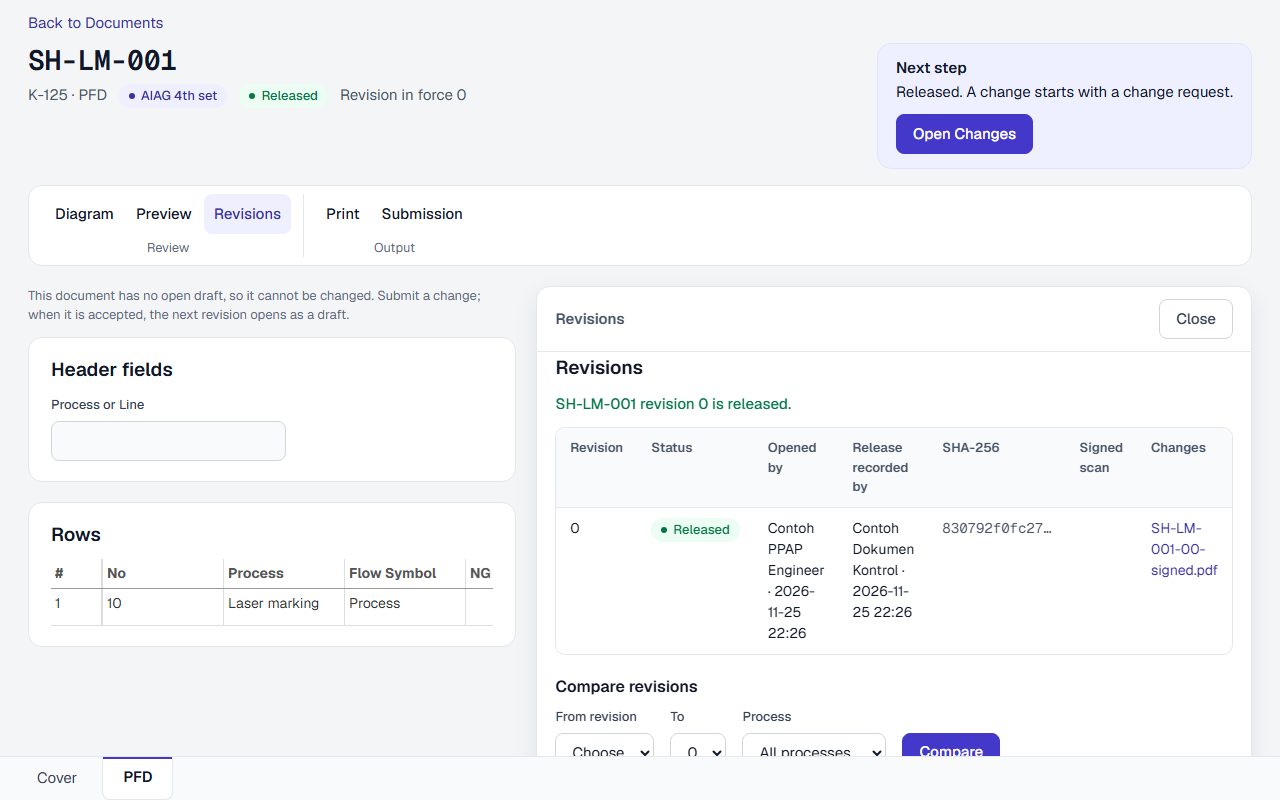 Back to Documents
SH-LM-001
K-125 · PFD
AIAG 4th set
Released
Revision in force 0
Next step
Released. A change starts with a change request.
Open Changes
Diagram
Preview
Revisions
Review
Print
Submission
Output
This document has no open draft, so it cannot be changed. Submit a change;
when it is accepted, the next revision opens as a draft.
Header fields
Process or Line
Rows
# No Process Flow Symbol NG
1 10 Laser marking Process
Revisions
Close
Revisions
SH-LM-001 revision 0 is released.
Revision
Status
Opened
by
Release
recorded
by
SHA-256
Signed
scan
Changes
0
Released
Contoh
PPAP
Engineer
· 2026-
11-25
22:26
Contoh
Dokumen
Kontrol ·
2026-11-
25 22:26
830792f0fc27…
SH-LM-
001-00-
signed.pdf
Compare revisions
From revision
To
Process
Choose
0
All processes
Compare
Cover
PFD